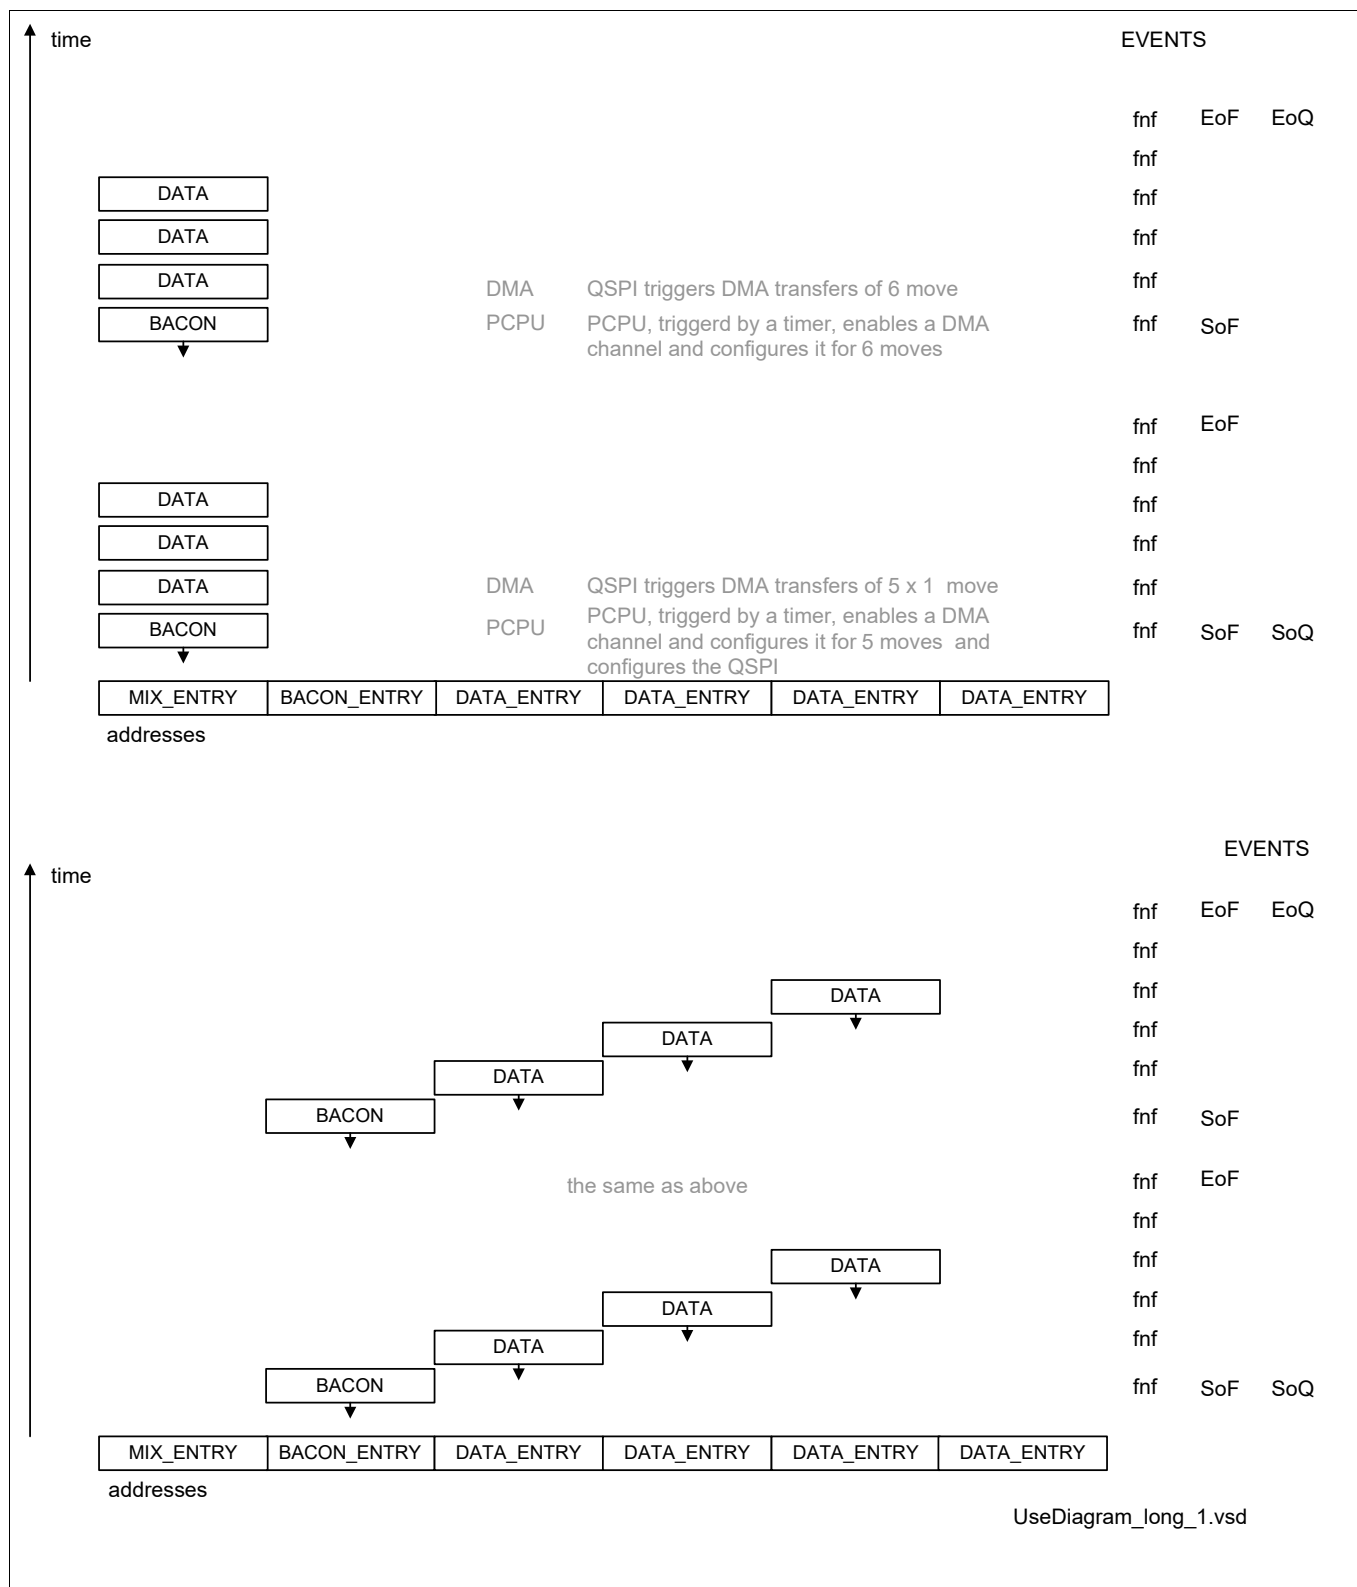 time
EVENTS
fnf EoF EoQ
fnf
DATA fnf
DATA fnf
DATA DMA QSPI triggers DMA transfers of 6 move fnf
BACON PCPU PCPU, triggerd by a timer, enables a DMA fnf SoF
channel and configures it for 6 moves
fnf EoF
fnf
DATA fnf
DATA fnf
DATA DMA QSPI triggers DMA transfers of 5 x 1 move fnf
BACON PCPU PCPU, triggerd by a timer, enables a DMA fnf SoF SoQ
channel and configures it for 5 moves and
configures the QSPI
MIX_ENTRY BACON_ENTRY DATA_ENTRY DATA_ENTRY DATA_ENTRY DATA_ENTRY
addresses
EVENTS
time
fnf EoF EoQ
fnf
DATA fnf
DATA fnf
DATA fnf
BACON fnf SoF
the same as above fnf EoF
fnf
DATA fnf
DATA fnf
DATA fnf
BACON fnf SoF SoQ
MIX_ENTRY BACON_ENTRY DATA_ENTRY DATA_ENTRY DATA_ENTRY DATA_ENTRY
addresses
UseDiagram_long_1.vsd